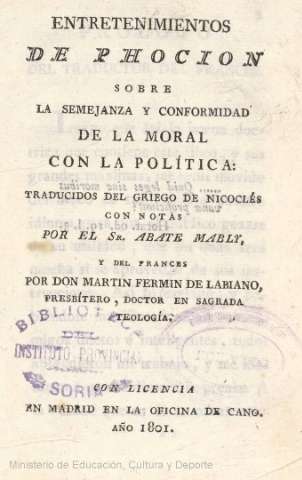 ENTRETENIMIENTOS
DE PHOCION
SOBRE
LA SEMEJANZA Y CONFORMIDAD
DE LA MORAL
CON LA POLÍTICA:
TRADUCIDOS DEL GRIEGO DE NICOCLÉS
CON NOTAS
POR EL SR. ABATE MABLY,
Y DEL FRANCES
POR DON MARTIN FERMIN DE LABIANO,
PRESBÍTERO, DOCTOR EN SAGRADA
TEOLOGÍA.
BIBLIOTECA
DEL
INSTITUTO PROVINCIAL
SORIA
CON LICENCIA
EN MADRID EN LA OFICINA DE CANO.
AÑO 1801.
Ministerio de Educación, Cultura y Deporte